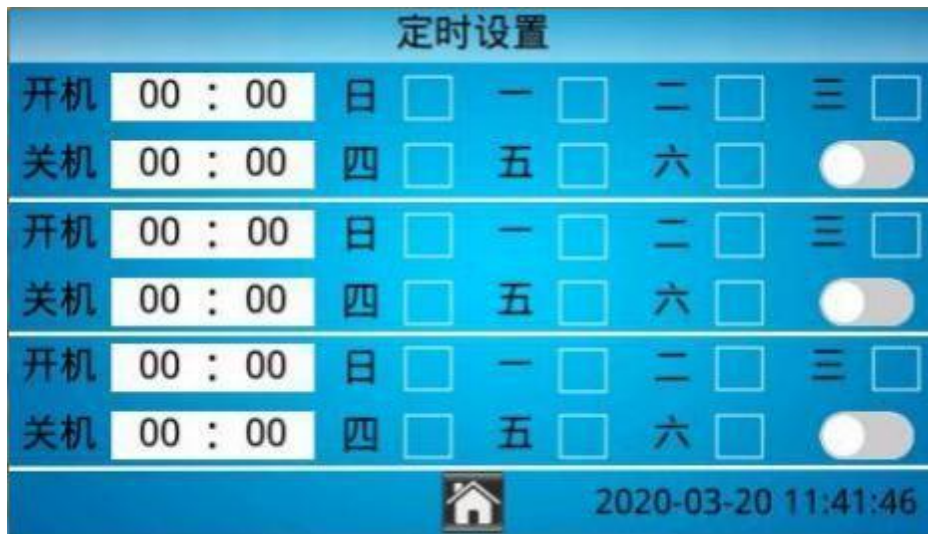 定时设置
开机 00 : 00 日 一 二 三
关机 00 : 00 四 五 六
开机 00 : 00 日 一 二 三
关机 00 : 00 四 五 六
开机 00 : 00 日 一 二 三
关机 00 : 00 四 五 六
2020-03-20 11:41:46